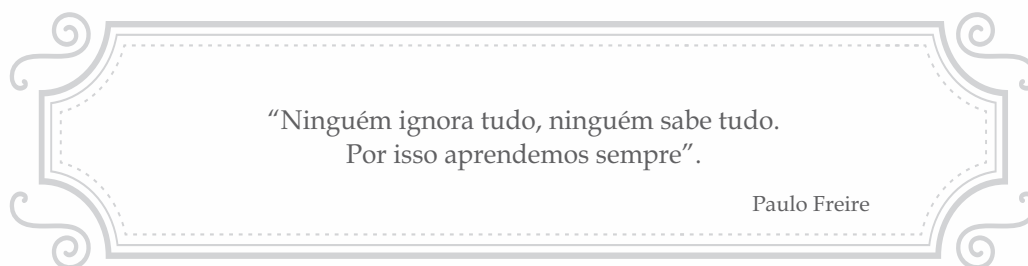 “Ninguém ignora tudo, ninguém sabe tudo.
Por isso aprendemos sempre”.
Paulo Freire